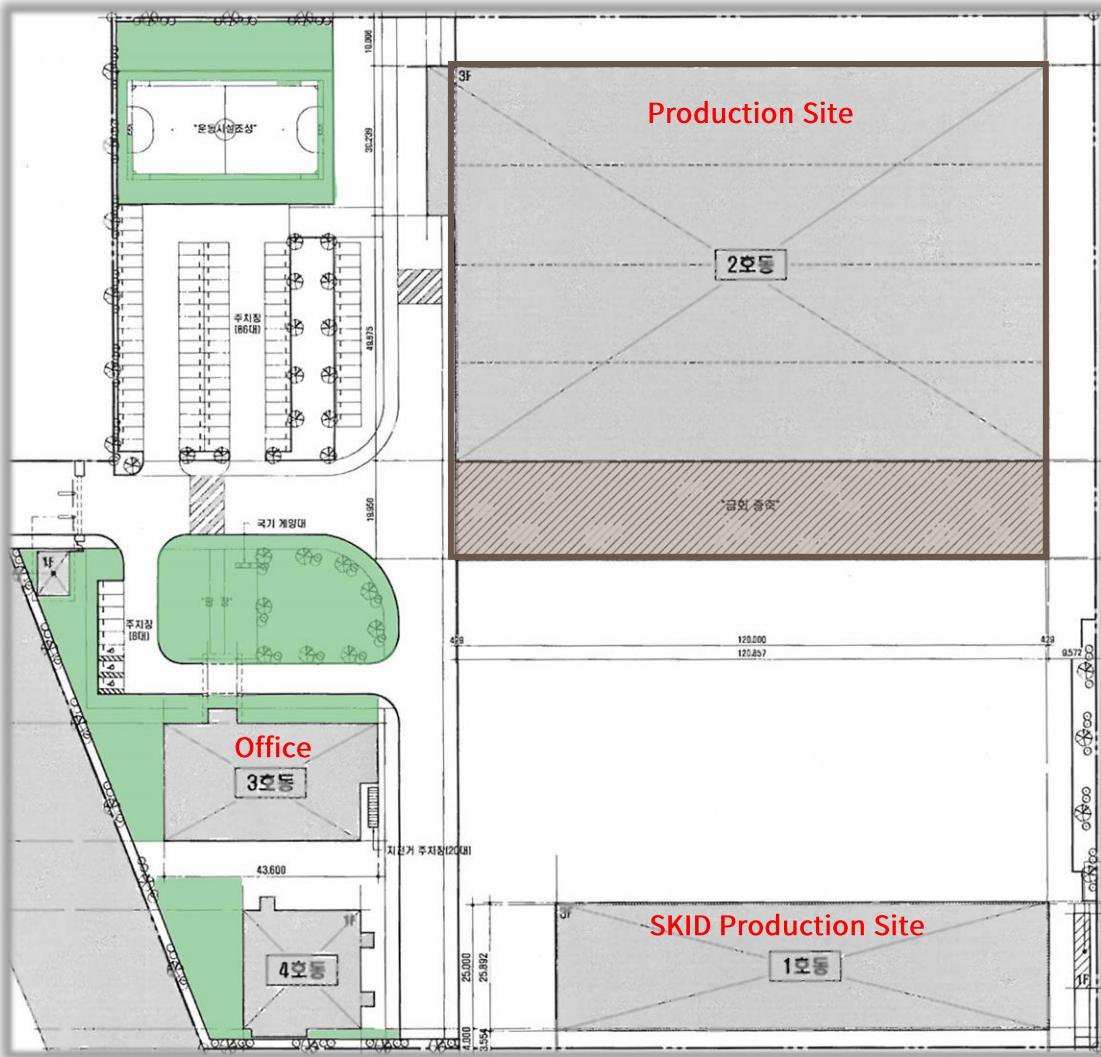 10.006
3F
Production Site
"운동시설조성"
30.239
2호동
주차장
(86대)
49.875
"금회 증축"
19.950
국기 게양대
1F
주차장
(8대)
429
120.000
429
120.857
9.572
Office
3호동
자전거 주차장(20대)
43.600
1F
3F
SKID Production Site
4호동
1호동
25.000
25.892
1F
4.000
3.554